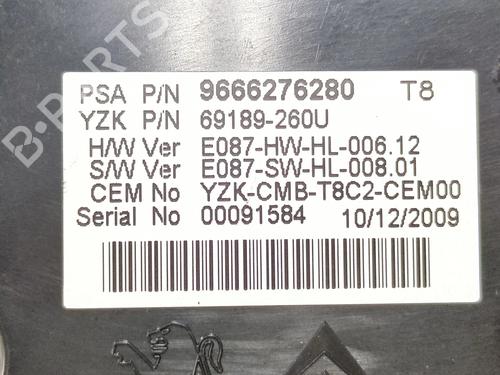 B-PARTS
PSA P/N 9666276280 T8
YZK P/N 69189-260U
H/W Ver E087-HW-HL-006.12
S/W Ver E087-SW-HL-008.01
CEM No YZK-CMB-T8C2-CEM00
Serial No 00091584 10/12/2009